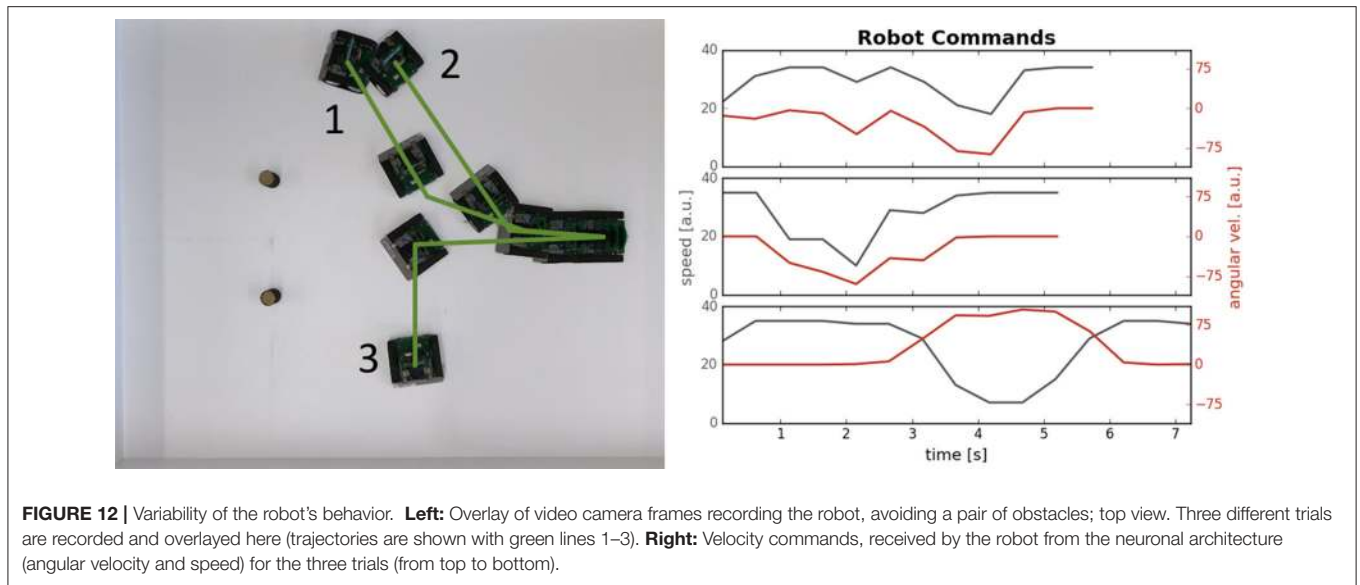 1
2
3
Robot Commands
40
20
0
75
0
−75
40
20
0
75
0
−75
40
20
0
75
0
−75
speed [a.u.]
angular vel. [a.u.]
1 2 3 4 5 6 7
time [s]
FIGURE 12 | Variability of the robot's behavior. Left: Overlay of video camera frames recording the robot, avoiding a pair of obstacles; top view. Three different trials
are recorded and overlayed here (trajectories are shown with green lines 1–3). Right: Velocity commands, received by the robot from the neuronal architecture
(angular velocity and speed) for the three trials (from top to bottom).